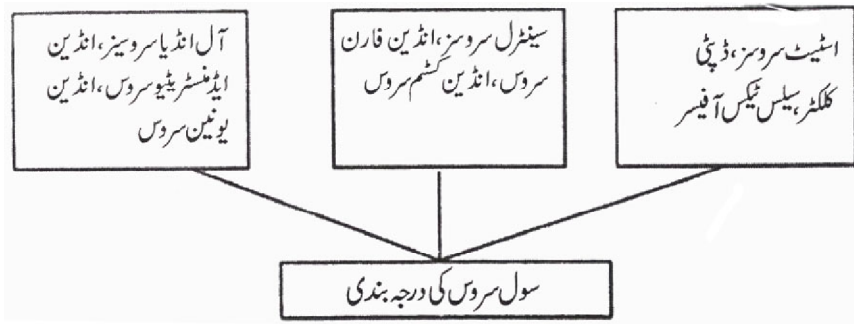 اسٹیٹ سروسز، ڈپٹی
کلکٹر، سیلس ٹیکس آفیسر
سینٹرل سروسز، انڈین فارن
سروس، انڈین کسٹم سروس
آل انڈیا سروسیز، انڈین
ایڈمنسٹریٹیو سروس، انڈین
یونین سروس
سول سروس کی درجہ بندی